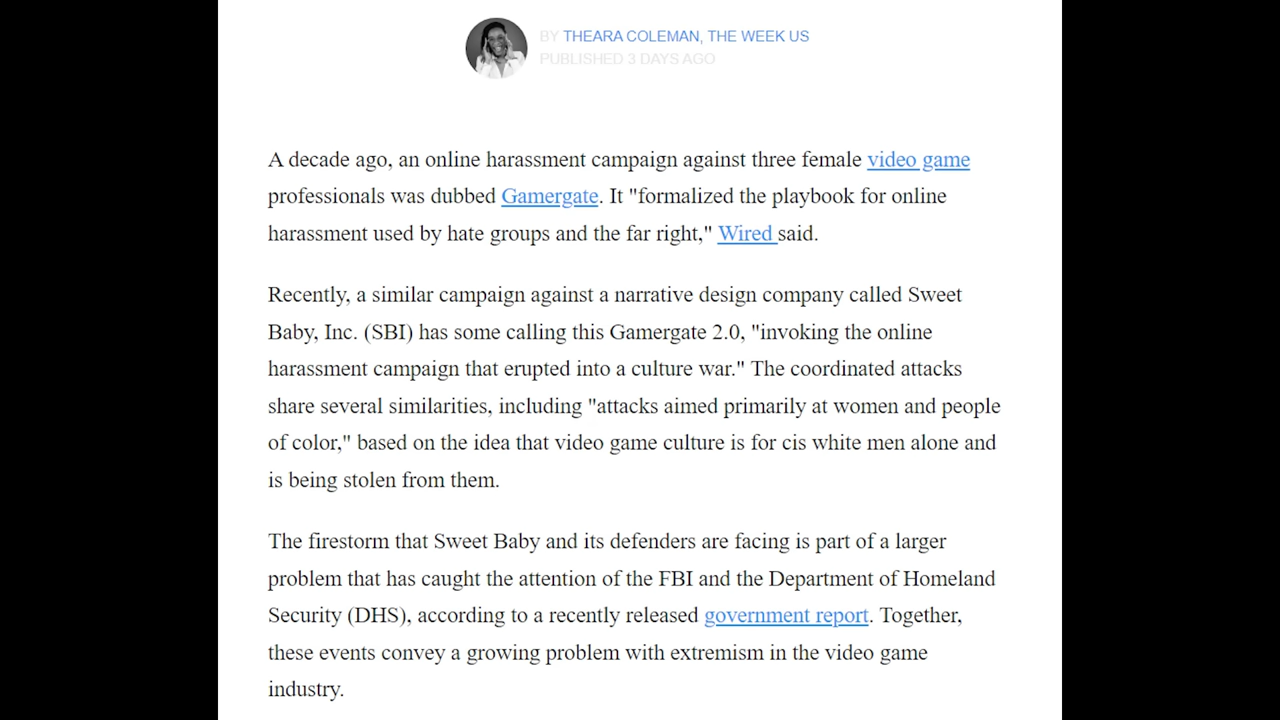 BY THEARA COLEMAN, THE WEEK US
PUBLISHED 3 DAYS AGO
A decade ago, an online harassment campaign against three female video game
professionals was dubbed Gamergate. It "formalized the playbook for online
harassment used by hate groups and the far right," Wired said.
Recently, a similar campaign against a narrative design company called Sweet
Baby, Inc. (SBI) has some calling this Gamergate 2.0, "invoking the online
harassment campaign that erupted into a culture war." The coordinated attacks
share several similarities, including "attacks aimed primarily at women and people
of color," based on the idea that video game culture is for cis white men alone and
is being stolen from them.
The firestorm that Sweet Baby and its defenders are facing is part of a larger
problem that has caught the attention of the FBI and the Department of Homeland
Security (DHS), according to a recently released government report. Together,
these events convey a growing problem with extremism in the video game
industry.